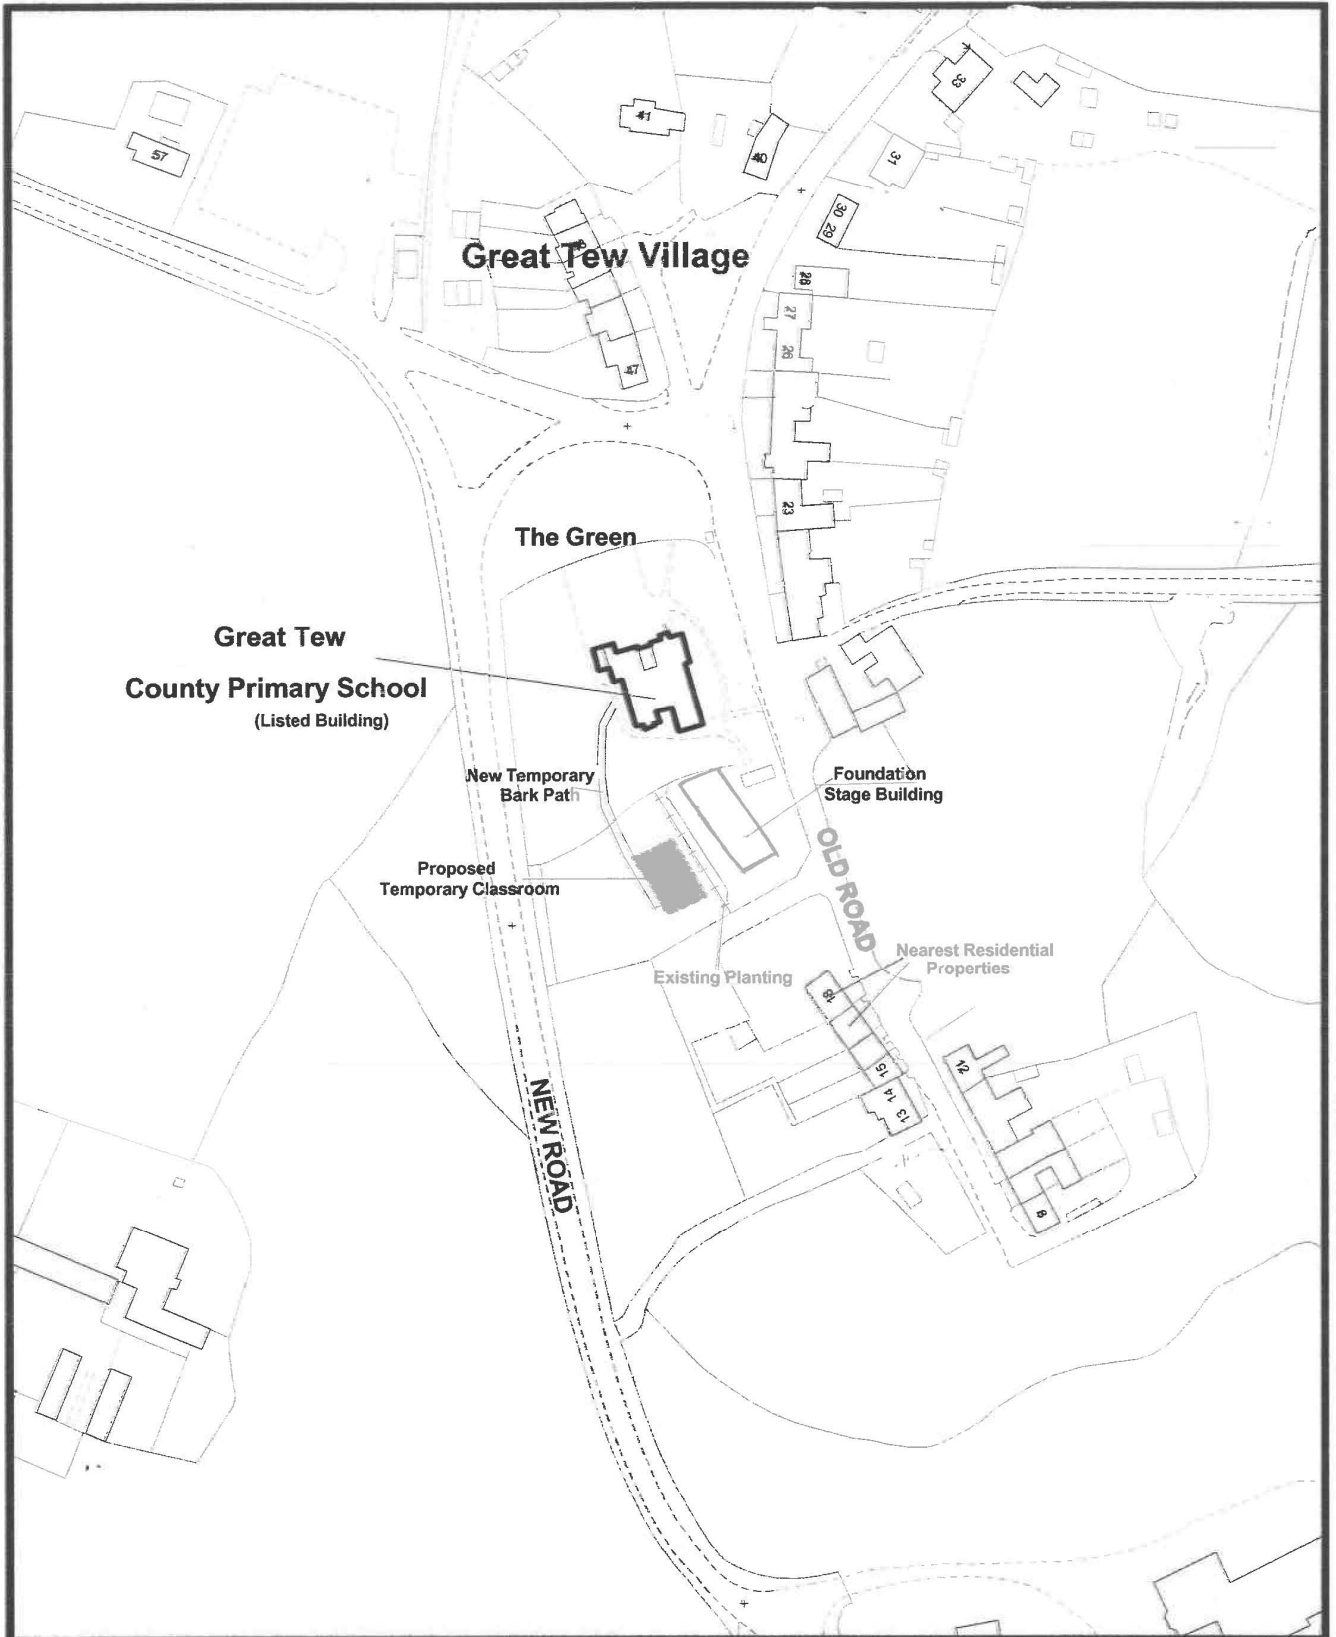 33
41
57
40
31
30
29
Great Tew Village
28
27
26
47
23
The Green
Great Tew
County Primary School
(Listed Building)
New Temporary
Bark Path
Foundation
Stage Building
Proposed
Temporary Classroom
OLD ROAD
Nearest Residential
Properties
Existing Planting
18
15
14
13
12
NEW ROAD
8